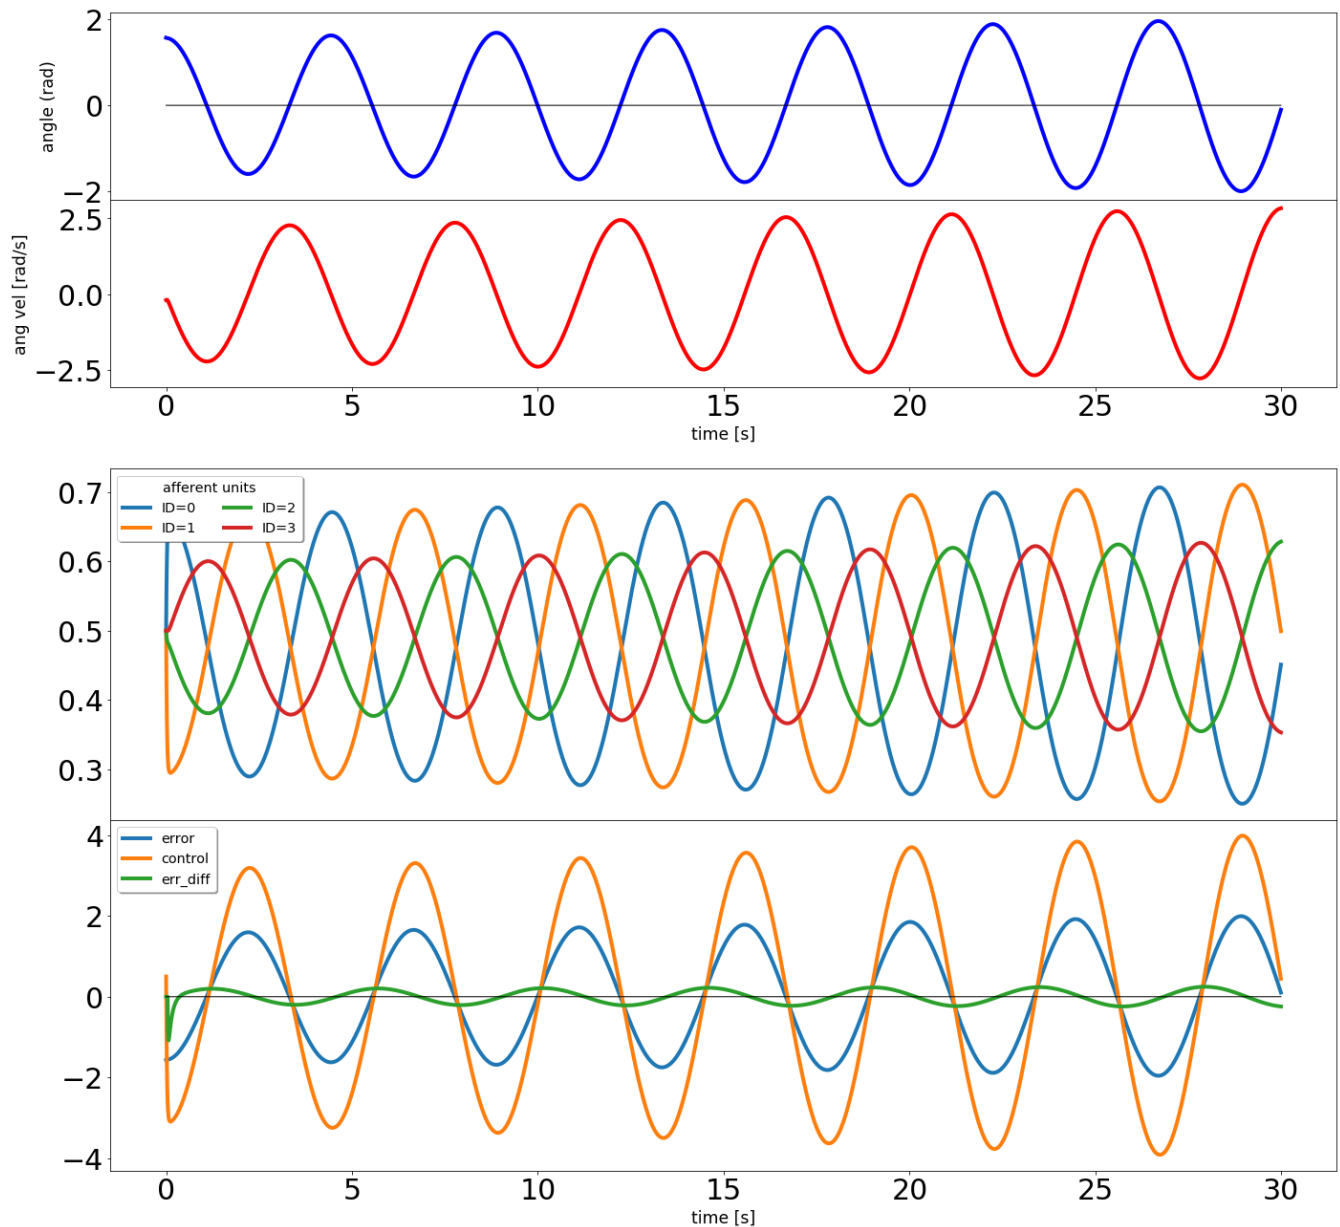 2
0
−2
angle (rad)
2.5
0.0
−2.5
ang vel [rad/s]
0 5 10 15 20 25 30
time [s]
0.7
0.6
0.5
0.4
0.3
afferent units
ID=0 ID=2
ID=1 ID=3
4
2
0
−2
−4
error
control
err_diff
0 5 10 15 20 25 30
time [s]